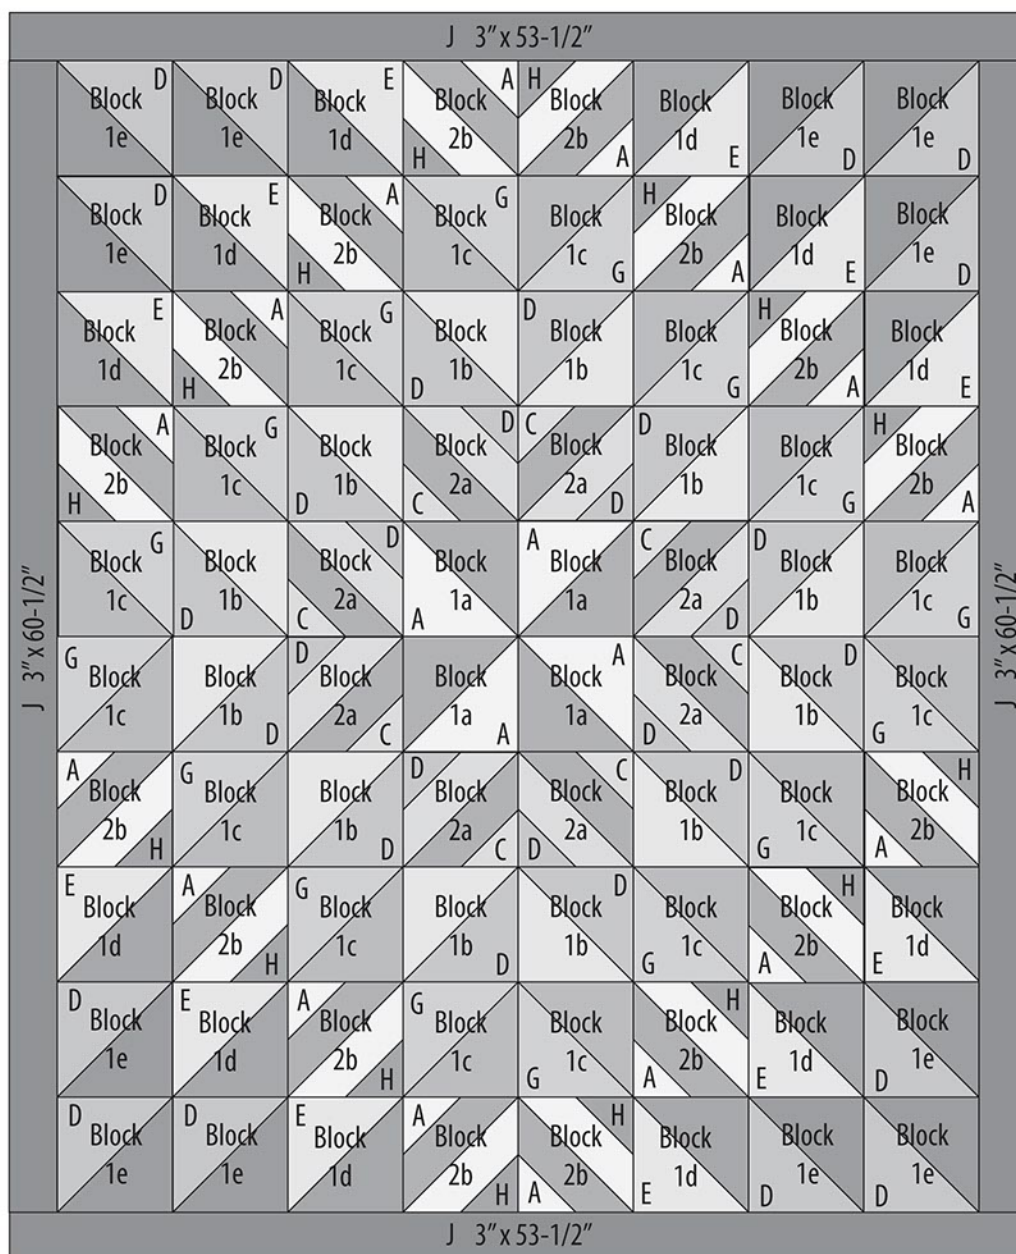 J 3” x 53-1/2”
Block D Block D Block E Block A H Block Block Block Block
1e 1e 1d H 2b 2b A 1d E 1e D 1e D
Block D Block E Block A Block G Block H Block Block Block
1e 1d H 2b 1c 1c G 2b A 1d E 1e D
Block E Block A Block G Block D Block Block H Block Block
1d H 2b 1c D 1b 1b 1c G 2b A 1d E
Block A Block G Block Block D C Block D Block Block H Block
H 2b 1c D 1b C 2a 2a D 1b 1c G 2b A
Block G Block Block D Block A Block C Block D Block Block
1c D 1b C 2a A 1a 1a 2a D 1b 1c G
J 3” x 60-1/2”
J 3” x 60-1/2”
G Block Block D Block Block Block A Block C Block D Block
1c 1b D 2a C 1a A 1a D 2a 1b G 1c
A Block G Block Block D Block Block C Block D Block Block H
2b H 1c 1b D 2a C D 2a 1b G 1c A 2b
E Block A Block G Block Block Block D Block Block H Block
1d 2b H 1c 1b D 1b G 1c A 2b E 1d
D Block E Block A Block G Block Block Block H Block Block
1e 1d 2b H 1c G 1c A 2b E 1d D 1e
D Block D Block E Block A Block Block H Block Block Block
1e 1e 1d 2b H A 2b E 1d D 1e D 1e
J 3” x 53-1/2”